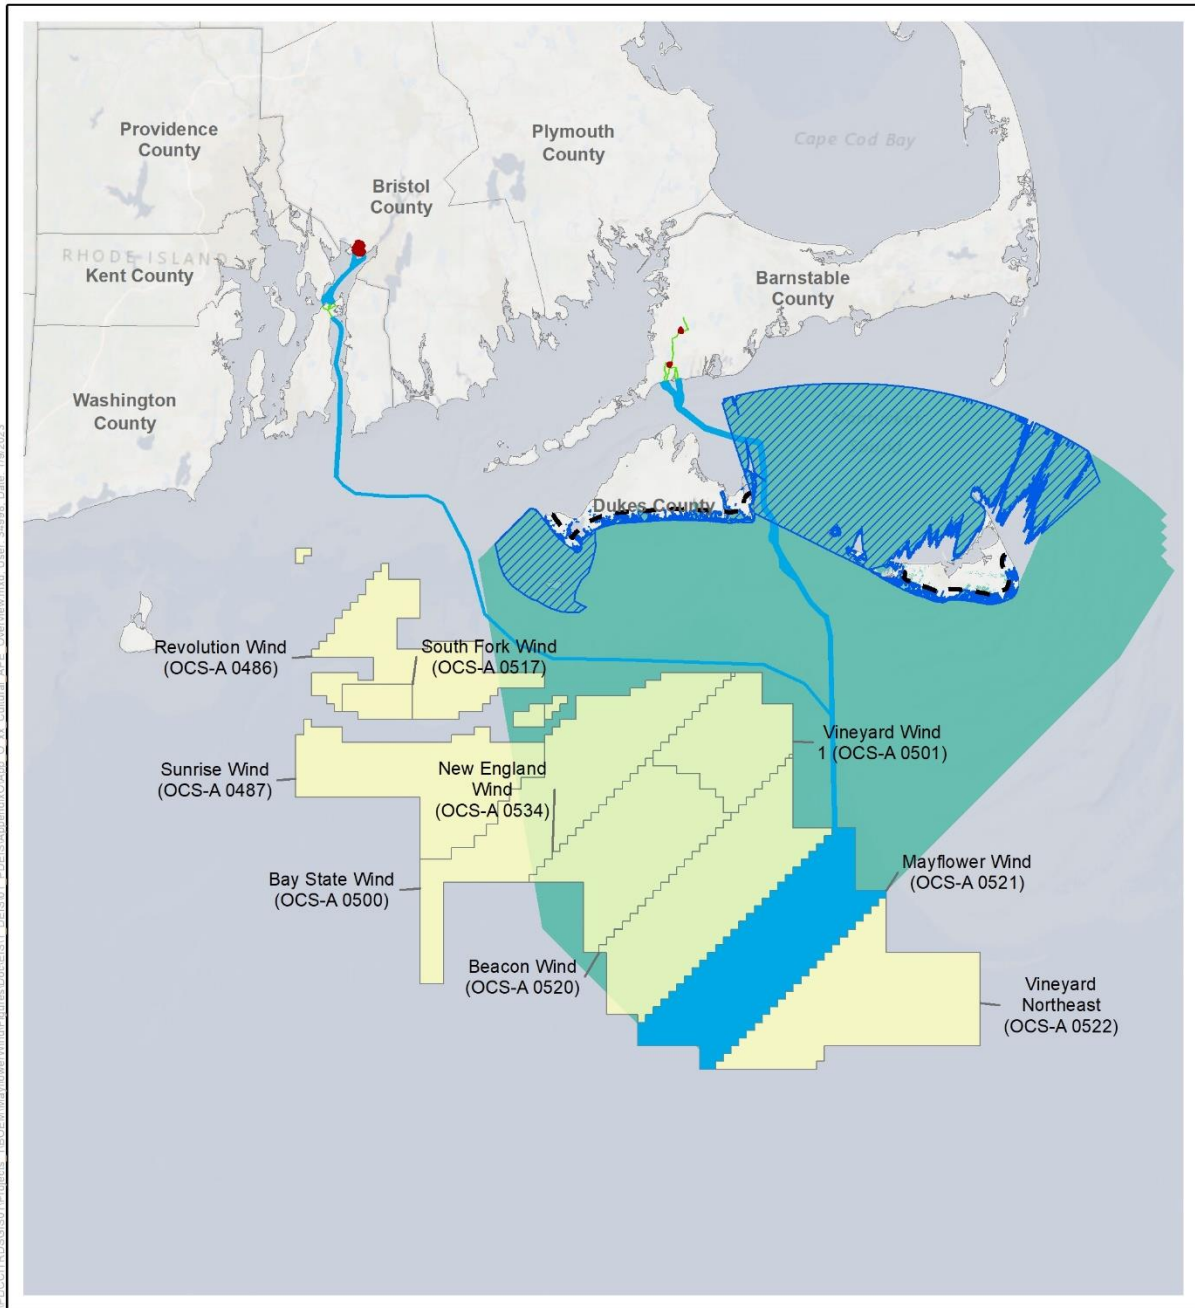 Cape Cod Bay
Providence
County
Plymouth
County
Bristol
County
RHODE ISLAND
Kent County
Barnstable
County
Washington
County
Dukes County
Revolution Wind
(OCS-A 0486)
South Fork Wind
(OCS-A 0517)
Vineyard Wind
1 (OCS-A 0501)
Sunrise Wind
(OCS-A 0487)
New England
Wind
(OCS-A 0534)
Mayflower Wind
(OCS-A 0521)
Bay State Wind
(OCS-A 0500)
Beacon Wind
(OCS-A 0520)
Vineyard
Northeast
(OCS-A 0522)